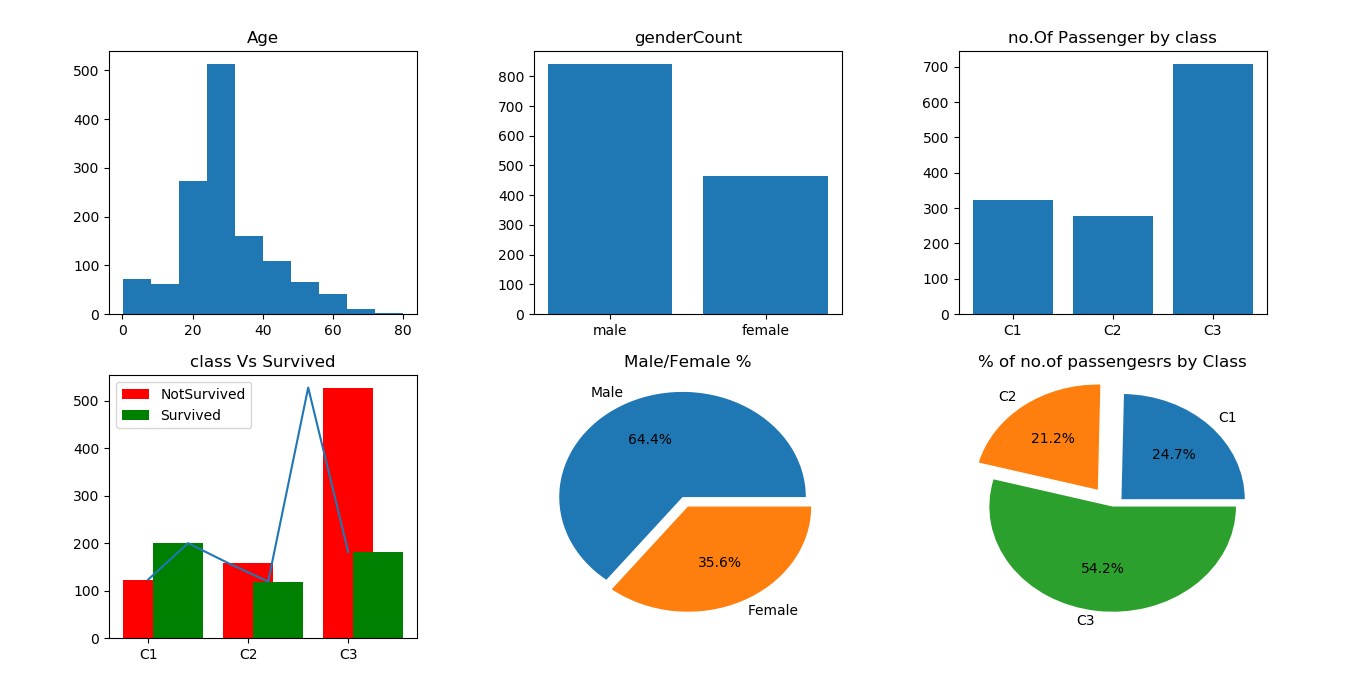 Age
500
400
300
200
100
0
0 20 40 60 80
genderCount
800
700
600
500
400
300
200
100
0
male female
no.Of Passenger by class
700
600
500
400
300
200
100
0
C1 C2 C3
class Vs Survived
NotSurvived
Survived
500
400
300
200
100
0
C1 C2 C3
Male/Female %
Male
64.4%
35.6%
Female
% of no.of passengesrs by Class
C2
C1
21.2%
24.7%
54.2%
C3